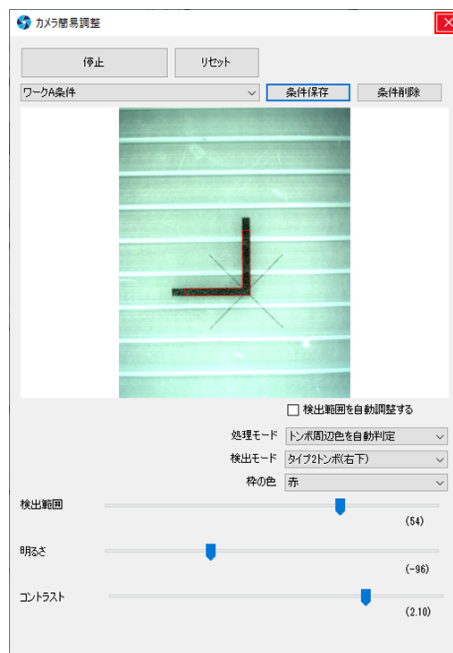 カメラ簡易調整
停止 リセット
ワークA条件 条件保存 条件削除
検出範囲を自動調整する
処理モード トンボ周辺色を自動判定
検出モード タイプ2トンボ(右下)
枠の色 赤
検出範囲
(54)
明るさ
(-96)
コントラスト
(2.10)